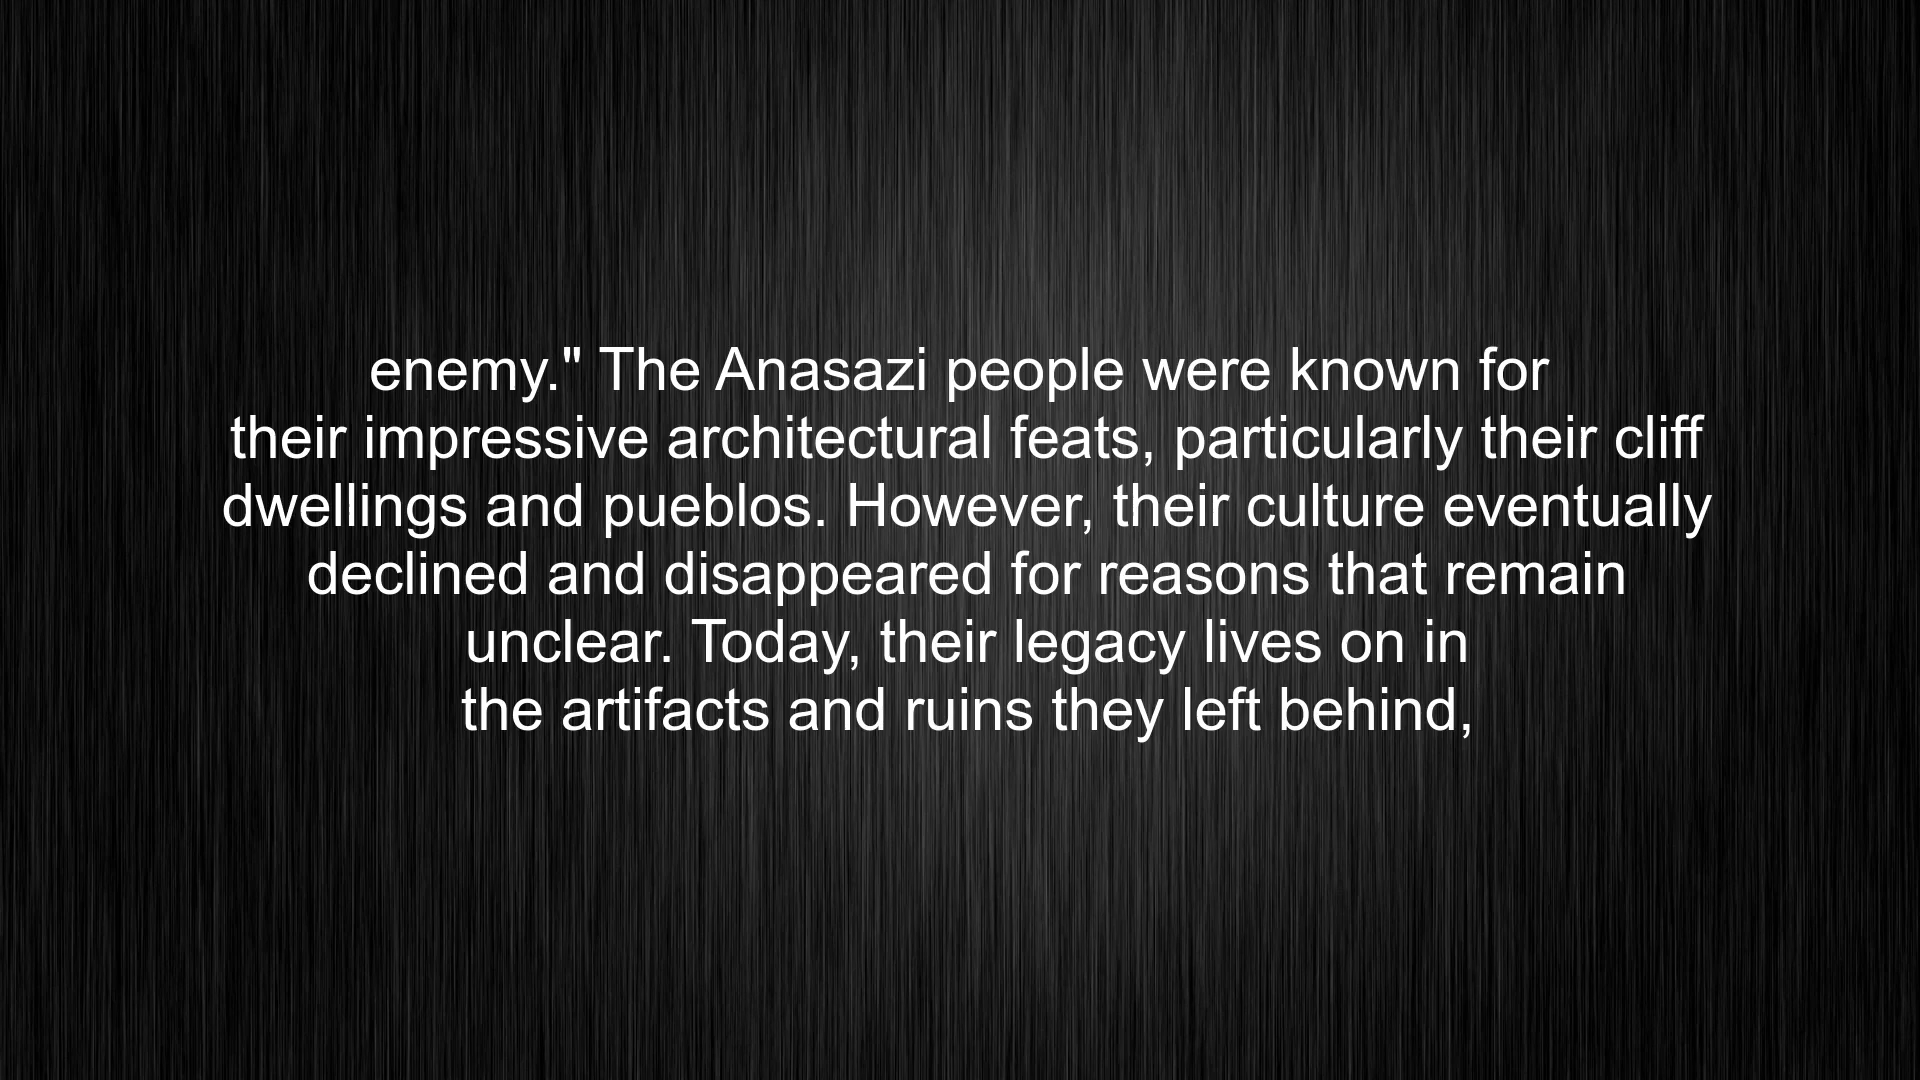 enemy." The Anasazi people were known for
their impressive architectural feats, particularly their cliff
dwellings and pueblos. However, their culture eventually
declined and disappeared for reasons that remain
unclear. Today, their legacy lives on in
the artifacts and ruins they left behind,